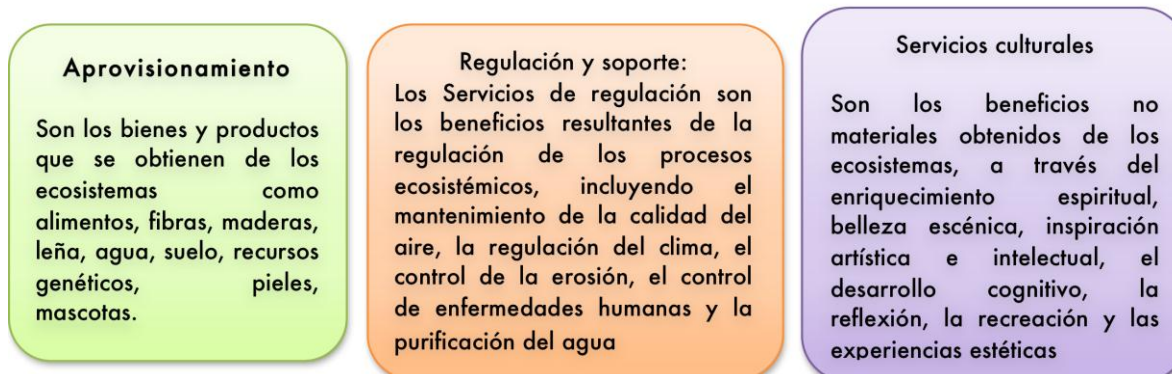 Aprovisionamiento
Son los bienes y productos
que se obtienen de los
ecosistemas como
alimentos, fibras, maderas,
leña, agua, suelo, recursos
genéticos, pieles,
mascotas.
Regulación y soporte:
Los Servicios de regulación son
los beneficios resultantes de la
regulación de los procesos
ecosistémicos, incluyendo el
mantenimiento de la calidad del
aire, la regulación del clima, el
control de la erosión, el control
de enfermedades humanas y la
purificación del agua
Servicios culturales
Son los beneficios no
materiales obtenidos de los
ecosistemas, a través del
enriquecimiento espiritual,
belleza escénica, inspiración
artística e intelectual, el
desarrollo cognitivo, la
reflexión, la recreación y las
experiencias estéticas